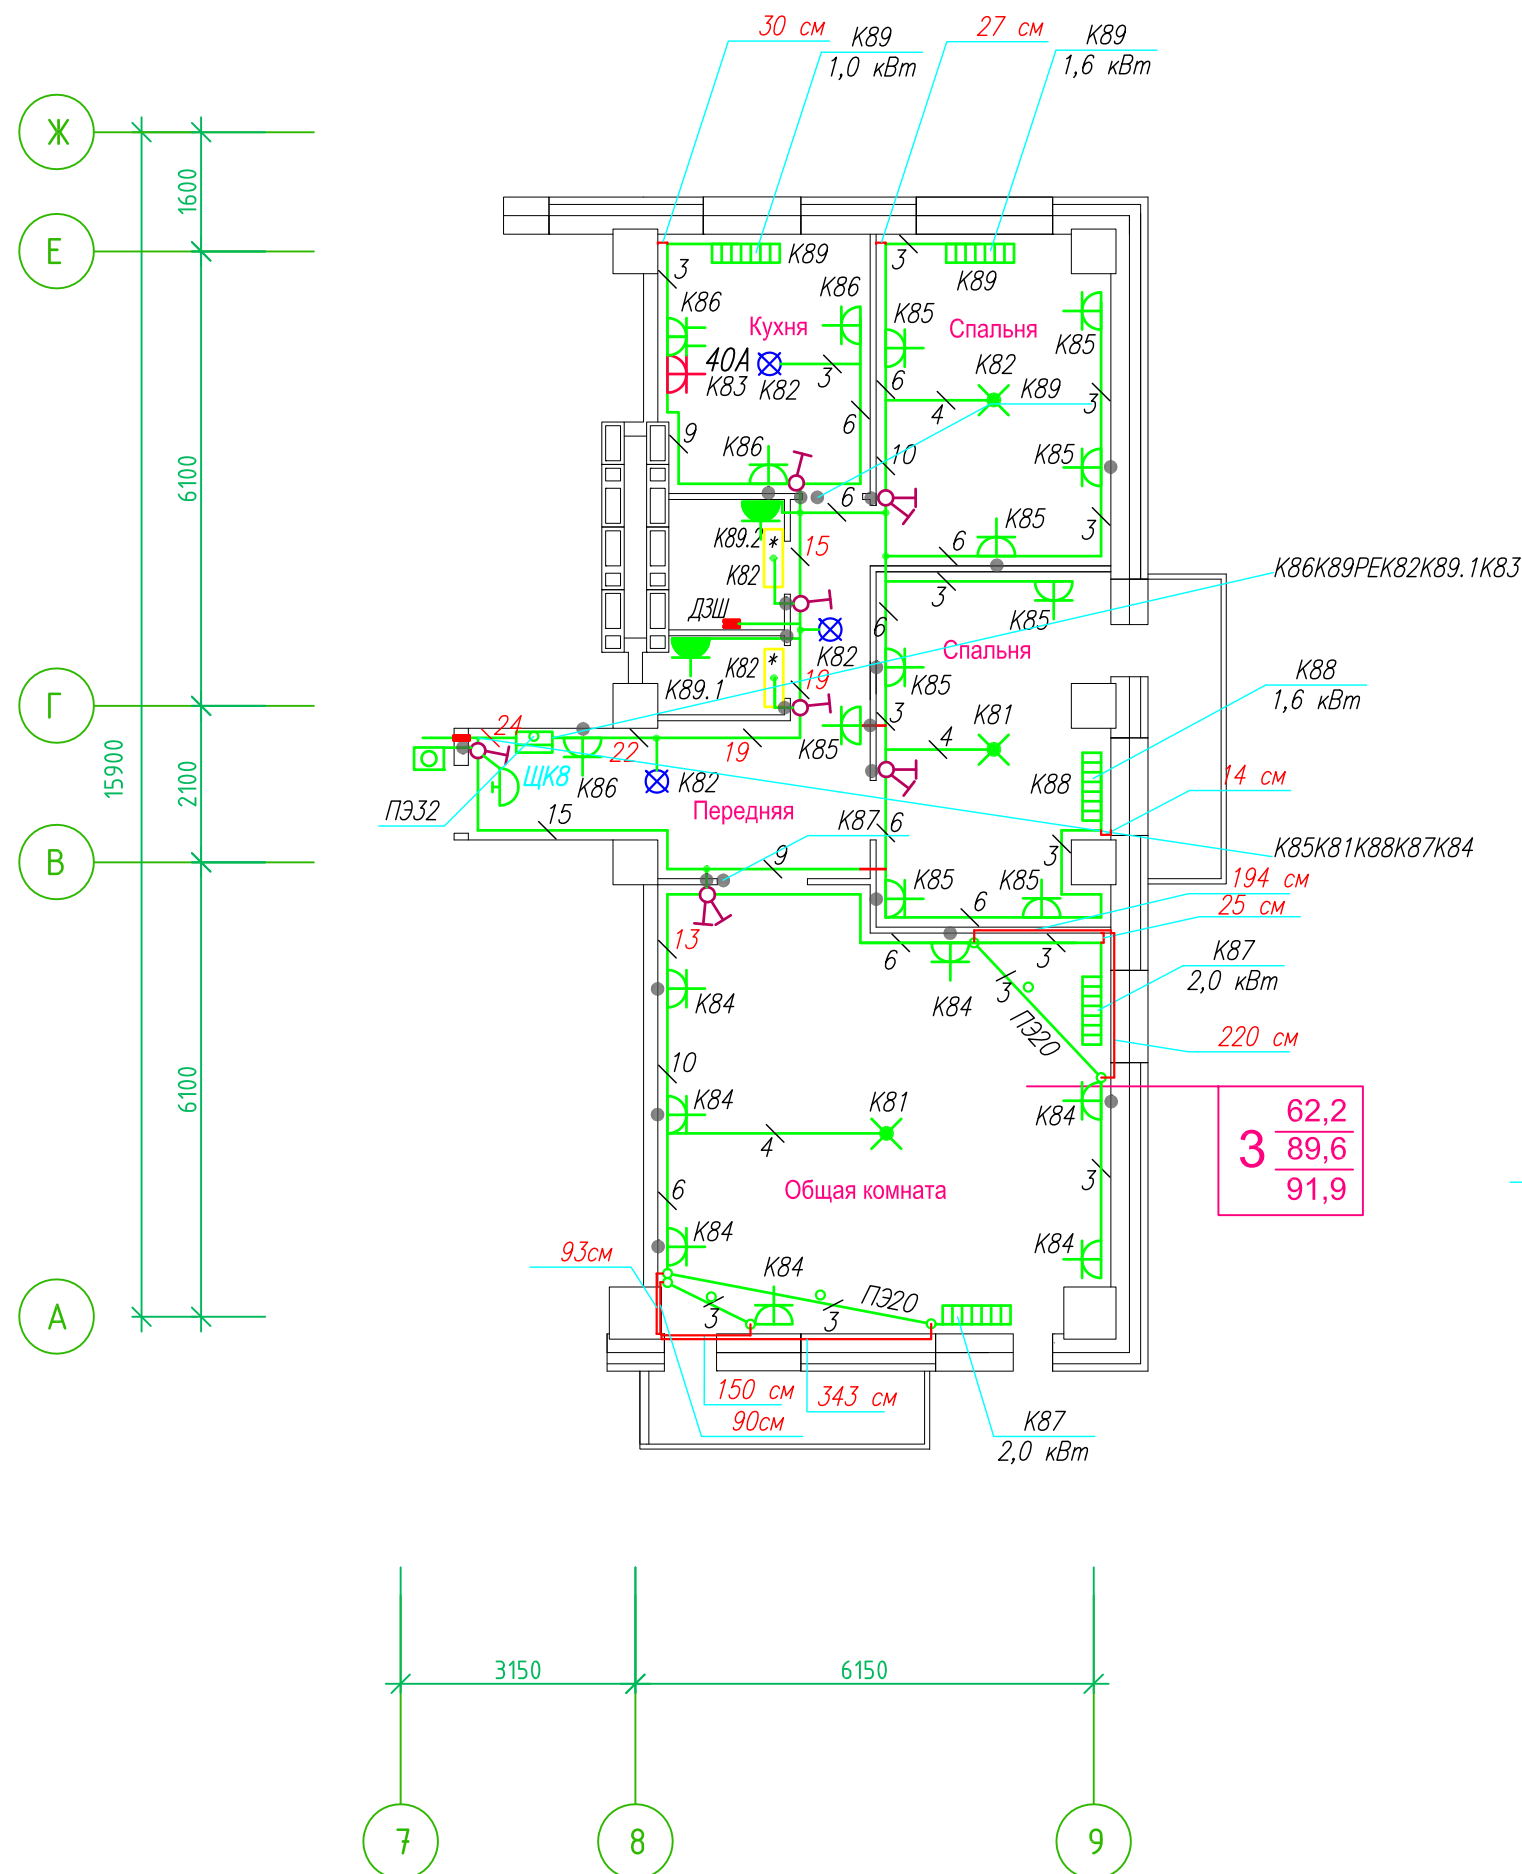 30 см
К89
1,0 кВт
27 см
К89
1,6 кВт
Ж
1600
Е
К89
3
3
К89
К86
К86
К85
Кухня
Спальня
К85
40А
К83
К82
3
К82
К89
6
4
3
6
9
К86
10
К85
6100
6
К85
3
К89.2
15
*
К82
6
3
К86К89РЕК82К89.1К83
ДЗШ
6
К85
К82
*
К82
Спальня
К85
К89.1
19
К88
1,6 кВт
Г
24
22
19
К85
3
К81
4
15900
2100
ЩК8
К86
К82
К88
14 см
ПЭ32
Передняя
15
К87
6
3
К85К81К88К87К84
В
9
К85
К85
194 см
6
25 см
13
6
3
К87
2,0 кВт
К84
К84
3
ПЭ20
220 см
6100
10
К84
К81
К84
4
3
3
62,2
89,6
91,9
Общая комната
6
К84
К84
93см
К84
ПЭ20
3
3
А
150 см
343 см
90см
К87
2,0 кВт
3150
6150
7
8
9